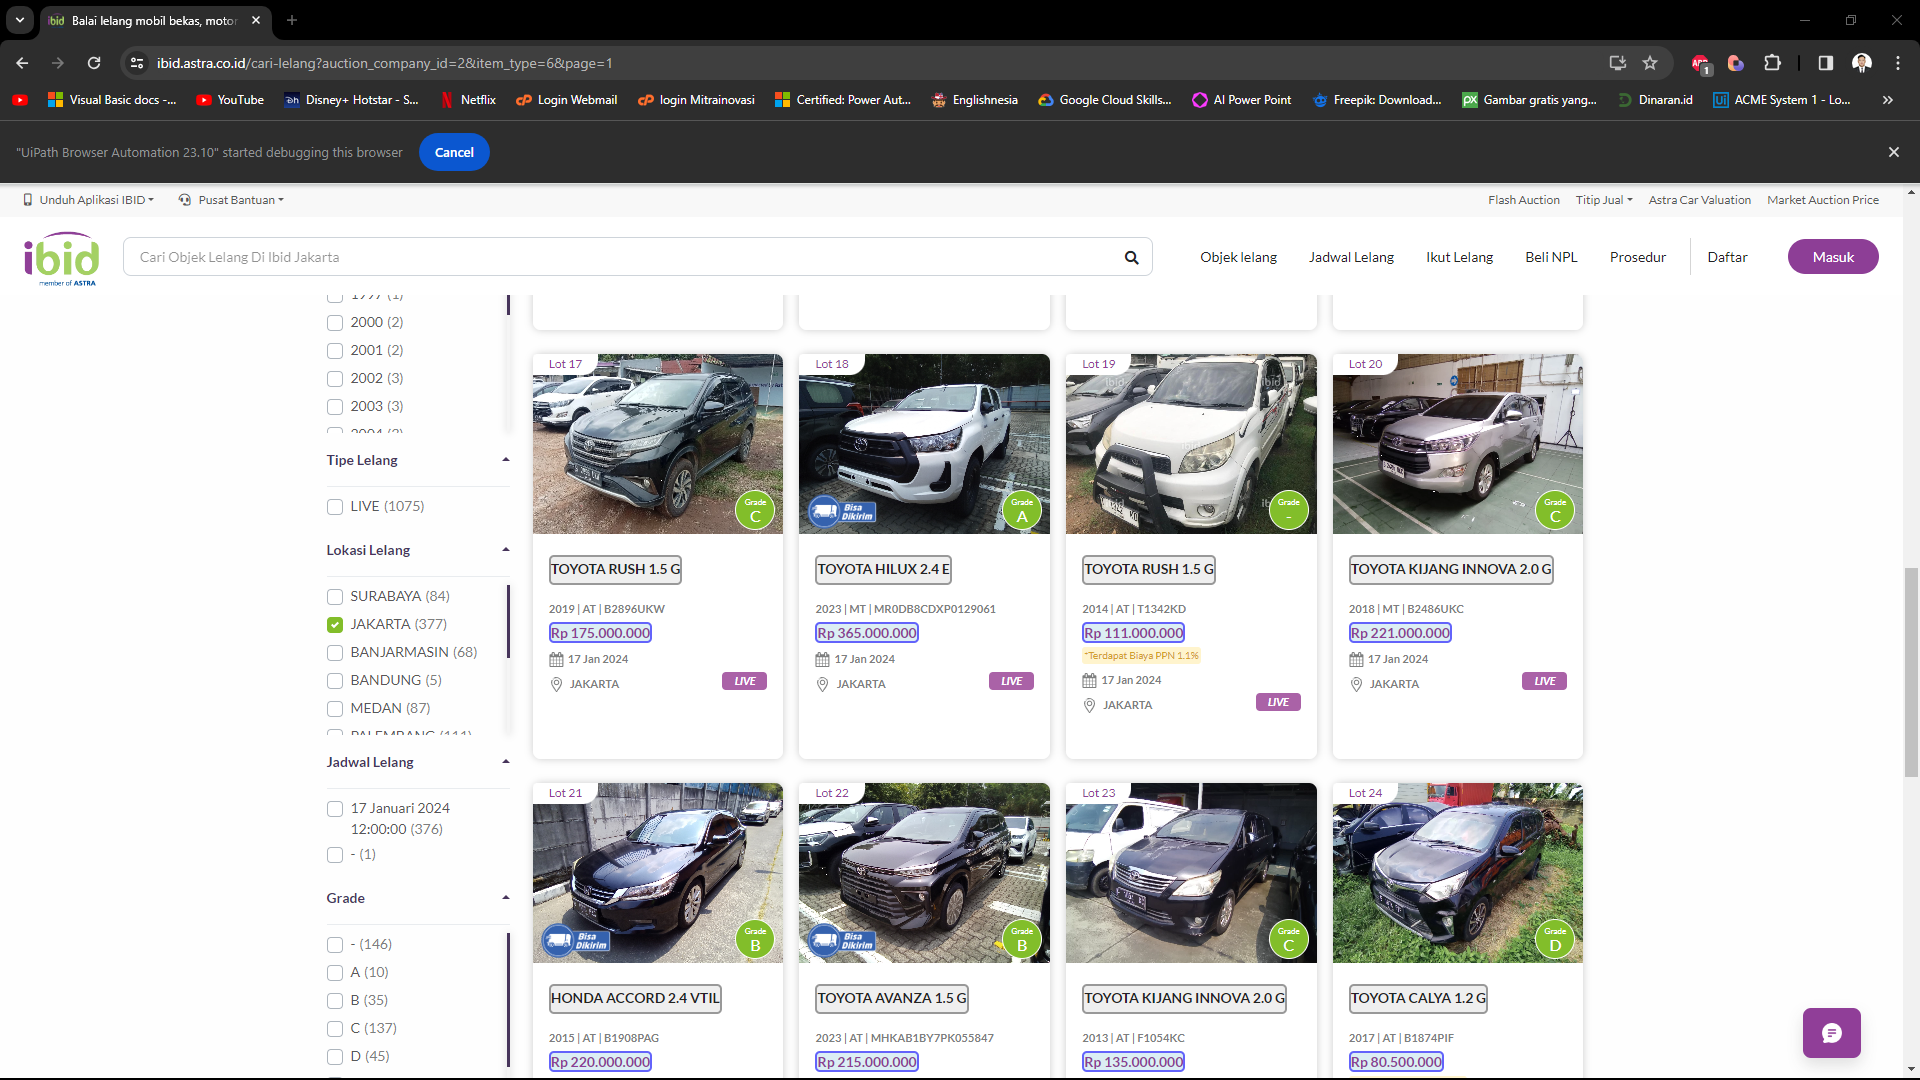 Balai lelang mobil bekas, motor
ibid.astra.co.id/cari-lelang?auction_company_id=2&item_type=6&page=1
ABP
1
Visual Basic docs -...
YouTube
Disney+ Hotstar - S...
Netflix
Login Webmail
login Mitrainovasi
Certified: Power Aut...
Englishnesia
Google Cloud Skills...
AI Power Point
Freepik: Download...
Gambar gratis yang...
Dinaran.id
ACME System 1 - Lo...
"UiPath Browser Automation 23.10" started debugging this browser
Cancel
Unduh Aplikasi IBID
Pusat Bantuan
Flash Auction
Titip Jual
Astra Car Valuation
Market Auction Price
ibid
member of ASTRA
Cari Objek Lelang Di Ibid Jakarta
Objek lelang
Jadwal Lelang
Ikut Lelang
Beli NPL
Prosedur
Daftar
Masuk
1997 (1)
2000 (2)
2001 (2)
2002 (3)
2003 (3)
2004 (3)
Tipe Lelang
LIVE (1075)
Lokasi Lelang
SURABAYA (84)
JAKARTA (377)
BANJARMASIN (68)
BANDUNG (5)
MEDAN (87)
PALEMBANG (111)
Jadwal Lelang
17 Januari 2024
12:00:00 (376)
- (1)
Grade
- (146)
A (10)
B (35)
C (137)
D (45)
Lot 17
Grade
C
TOYOTA RUSH 1.5 G
2019 | AT | B2896UKW
Rp 175.000.000
17 Jan 2024
JAKARTA
LIVE
Lot 18
Bisa Dikirim
Grade
A
TOYOTA HILUX 2.4 E
2023 | MT | MR0DB8CDXP0129061
Rp 365.000.000
17 Jan 2024
JAKARTA
LIVE
Lot 19
Grade
-
TOYOTA RUSH 1.5 G
2014 | AT | T1342KD
Rp 111.000.000
*Terdapat Biaya PPN 1.1%
17 Jan 2024
JAKARTA
LIVE
Lot 20
Grade
C
TOYOTA KIJANG INNOVA 2.0 G
2018 | MT | B2486UKC
Rp 221.000.000
17 Jan 2024
JAKARTA
LIVE
Lot 21
Bisa Dikirim
Grade
B
HONDA ACCORD 2.4 VTIL
2015 | AT | B1908PAG
Rp 220.000.000
Lot 22
Bisa Dikirim
Grade
B
TOYOTA AVANZA 1.5 G
2023 | AT | MHKAB1BY7PK055847
Rp 215.000.000
Lot 23
Grade
C
TOYOTA KIJANG INNOVA 2.0 G
2013 | AT | F1054KC
Rp 135.000.000
Lot 24
Grade
D
TOYOTA CALYA 1.2 G
2017 | AT | B1874PIF
Rp 80.500.000